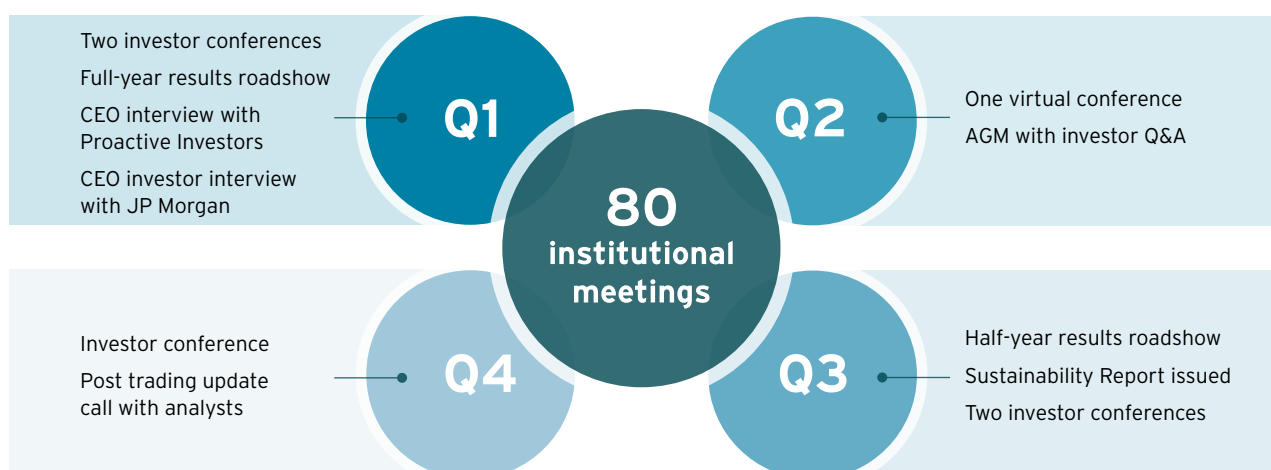 Two investor conferences
Full-year results roadshow
CEO interview with
Proactive Investors
CEO investor interview
with JP Morgan
Q1
Q2
One virtual conference
AGM with investor Q&A
80
institutional
meetings
Investor conference
Post trading update
call with analysts
Q4
Q3
Half-year results roadshow
Sustainability Report issued
Two investor conferences